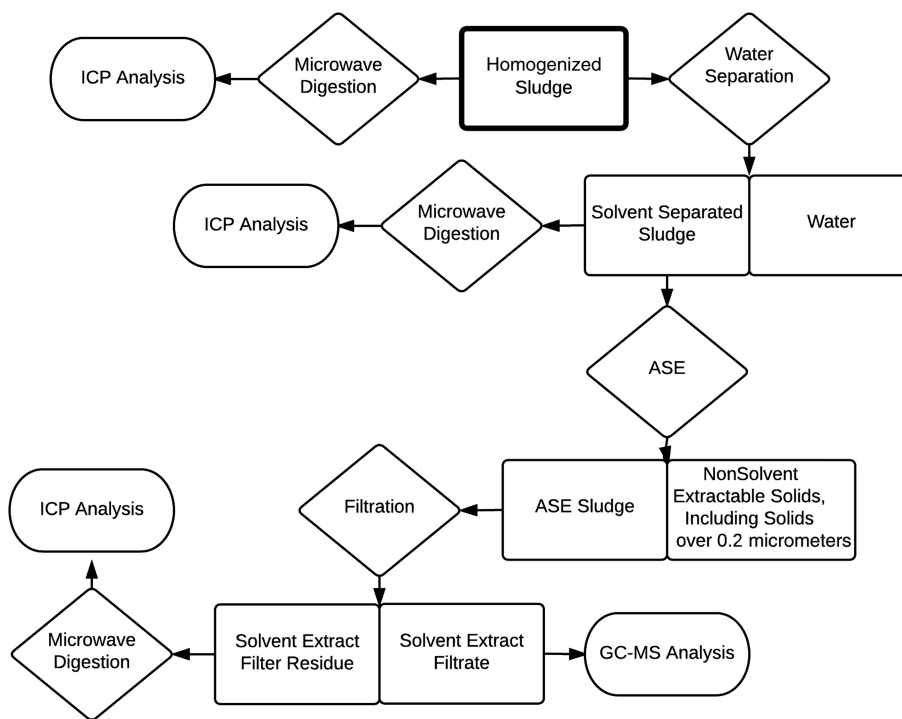 ICP Analysis
Microwave
Digestion
Homogenized
Sludge
Water
Separation
ICP Analysis
Microwave
Digestion
Solvent Separated
Sludge
Water
ASE
ICP Analysis
Filtration
ASE Sludge
NonSolvent
Extractable Solids,
Including Solids
over 0.2 micrometers
Microwave
Digestion
Solvent Extract
Filter Residue
Solvent Extract
Filtrate
GC-MS Analysis